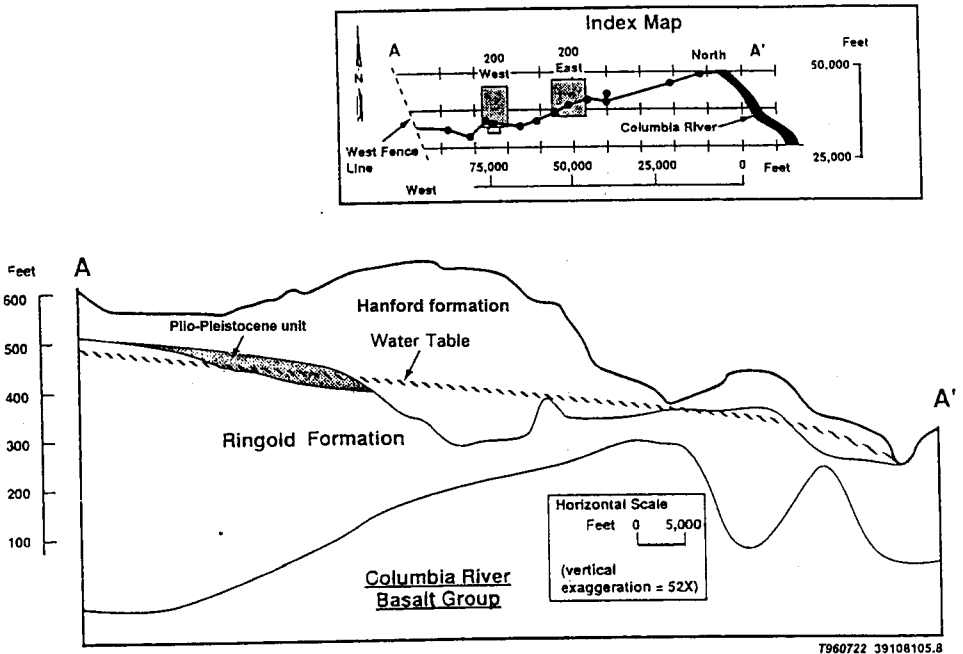 Index Map
A
A'
N
200
West
200
East
North
Feet
50,000
25,000
Columbia River
West Fence
Line
75,000
50,000
25,000
0
Feet
West
Feet
A
600
500
400
300
200
100
Hanford formation
Plio-Pleistocene unit
Water Table
A'
Ringold Formation
Horizontal Scale
Feet 0 5,000
(vertical
exaggeration = 52X)
Columbia River
Basalt Group
T960722 39108105.8